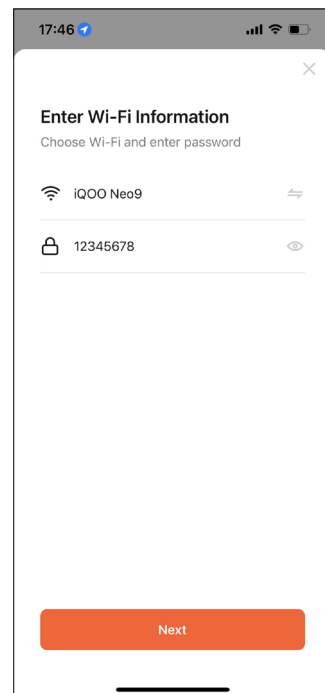 17:46
Enter Wi-Fi Information
Choose Wi-Fi and enter password
iQOO Neo9
12345678
Next